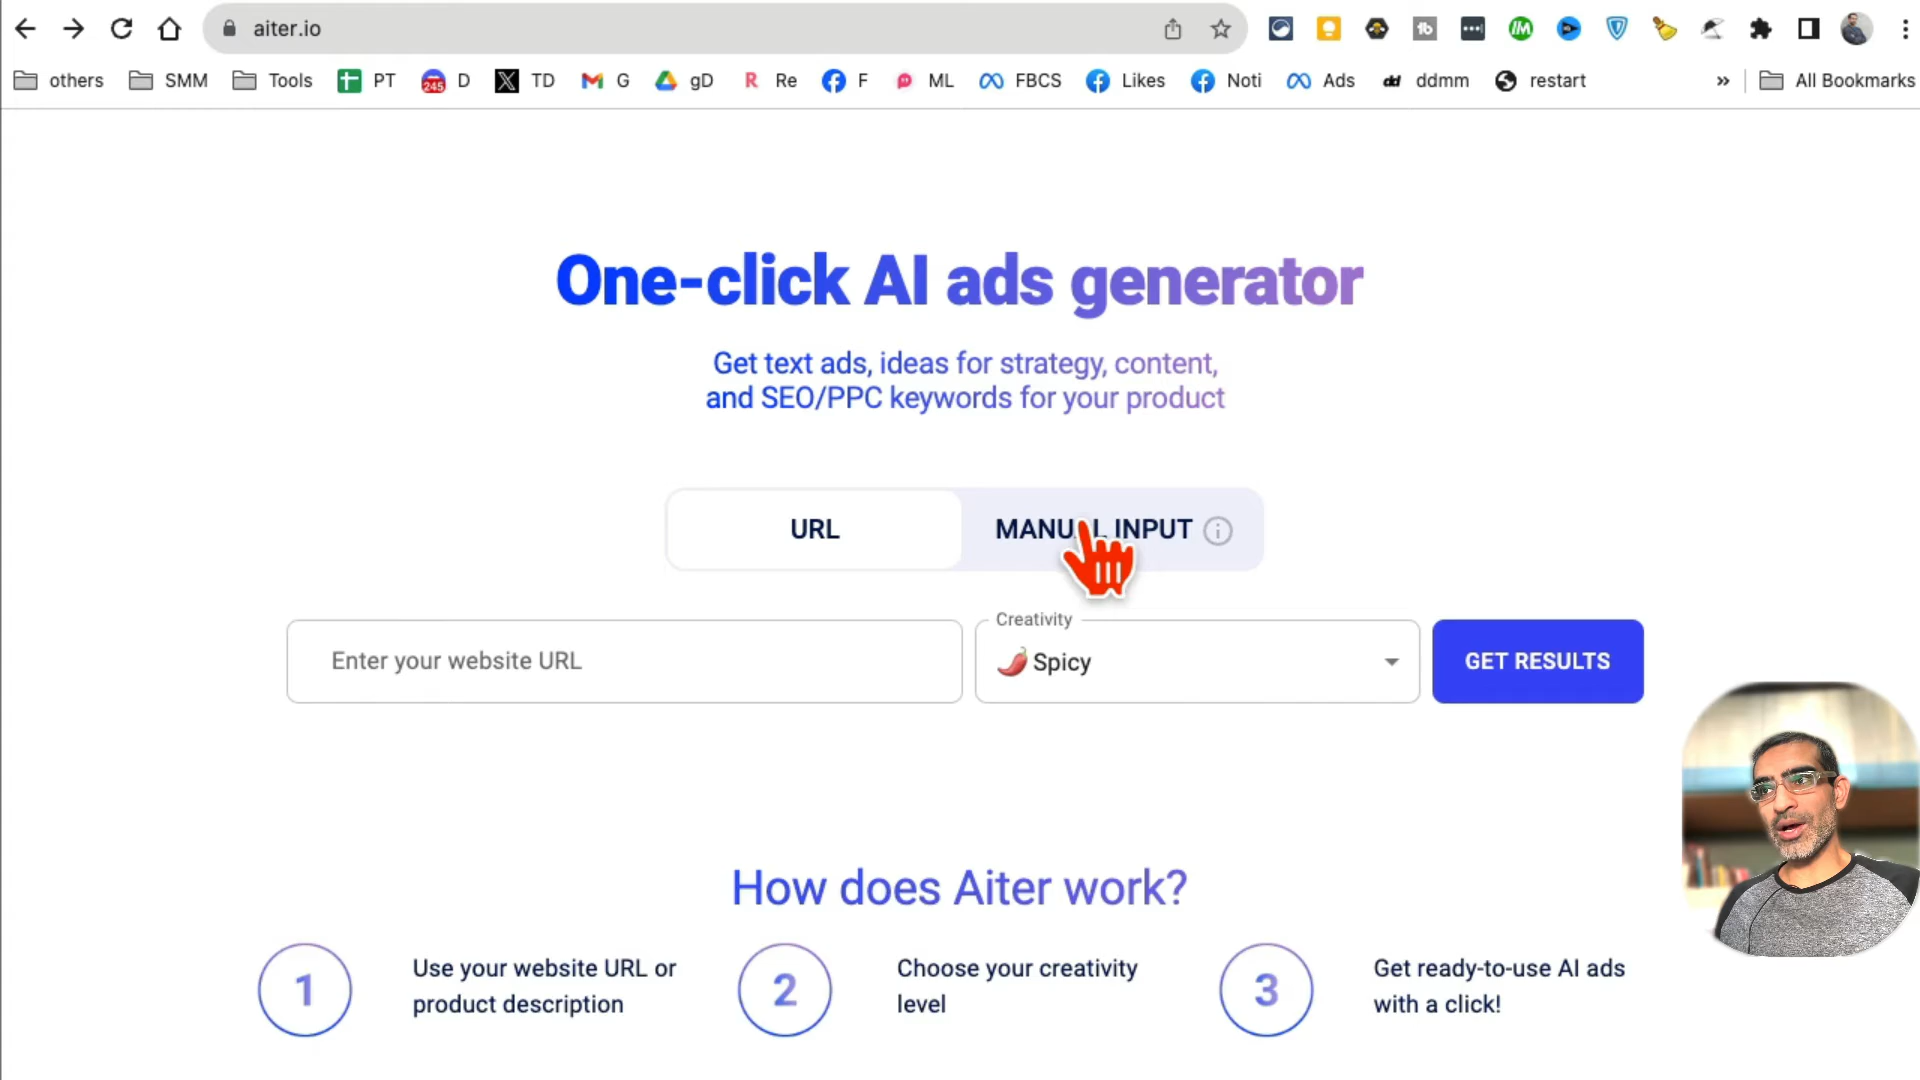 aiter.io
others SMM Tools PT 245 D TD G gD R Re F ML FBCS Likes Noti Ads dd ddmm restart » All Bookmarks
One-click AI ads generator
Get text ads, ideas for strategy, content,
and SEO/PPC keywords for your product
URL MANUAL INPUT
Creativity
Enter your website URL Spicy GET RESULTS
How does Aiter work?
1 Use your website URL or
product description
2 Choose your creativity
level
3 Get ready-to-use AI ads
with a click!